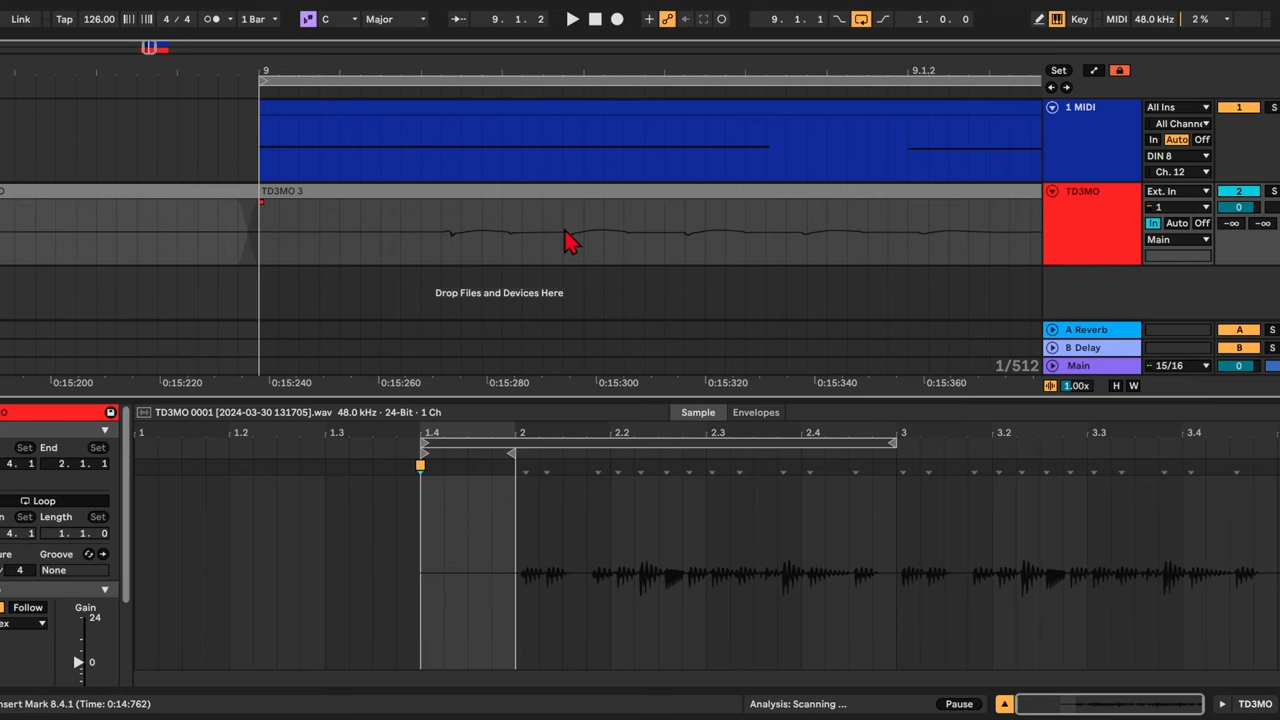 Link Tap 126.00 4 / 4 1 Bar C Major 9. 1. 2 9. 1. 1 1. 0. 0 Key MIDI 48.0 kHz 2 %
9 9.1.2 Set
1 MIDI All Ins 1 S
All Channe
In Auto Off
DIN 8
Ch. 12
O TD3MO 3 TD3MO Ext. In 2 S
1 0
In Auto Off -∞ -∞
Main
Drop Files and Devices Here
A Reverb A S
B Delay B S
1/512 Main 15/16 0
0:15:200 0:15:220 0:15:240 0:15:260 0:15:280 0:15:300 0:15:320 0:15:340 0:15:360 1.00x H W
O TD3MO 0001 [2024-03-30 131705].wav 48.0 kHz · 24-Bit · 1 Ch Sample Envelopes
1 1.2 1.3 1.4 2 2.2 2.3 2.4 3 3.2 3.3 3.4
Set End Set
4. 1 2. 1. 1
Loop
n Set Length Set
4. 1 1. 1. 0
ure Groove
4 None
Follow Gain
ex 24
0
nsert Mark 8.4.1 (Time: 0:14:762) Analysis: Scanning ... Pause TD3MO